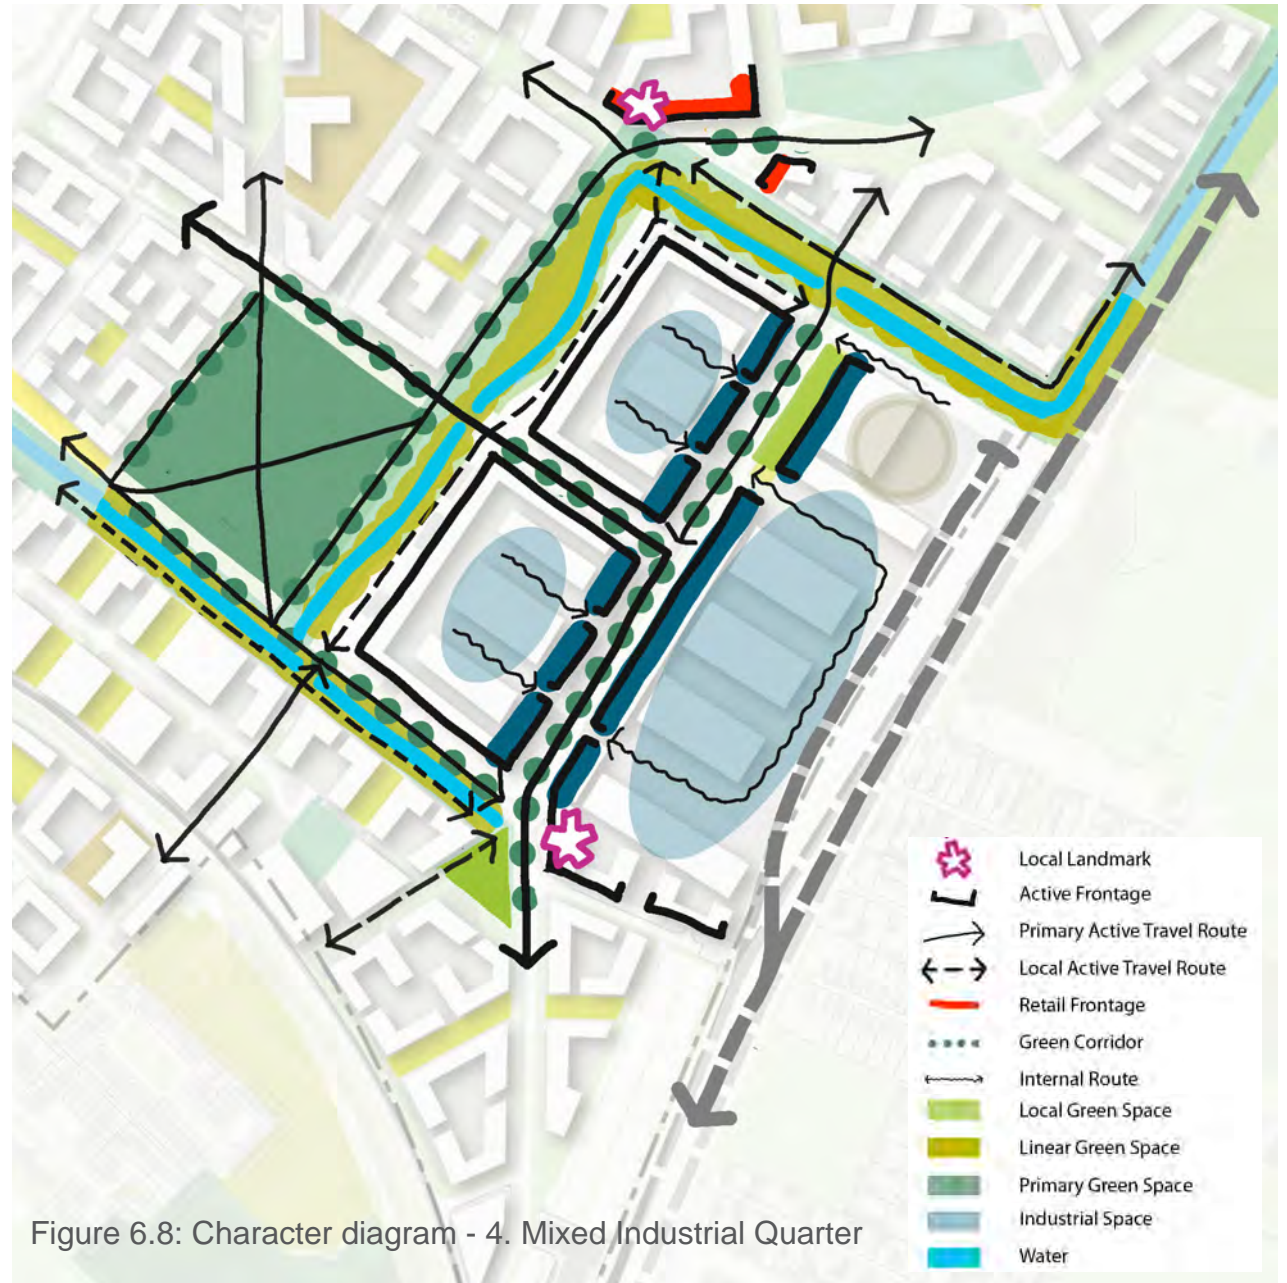 Local Landmark
Active Frontage
Primary Active Travel Route
Local Active Travel Route
Retail Frontage
Green Corridor
Internal Route
Local Green Space
Linear Green Space
Primary Green Space
Industrial Space
Water
Figure 6.8: Character diagram - 4. Mixed Industrial Quarter